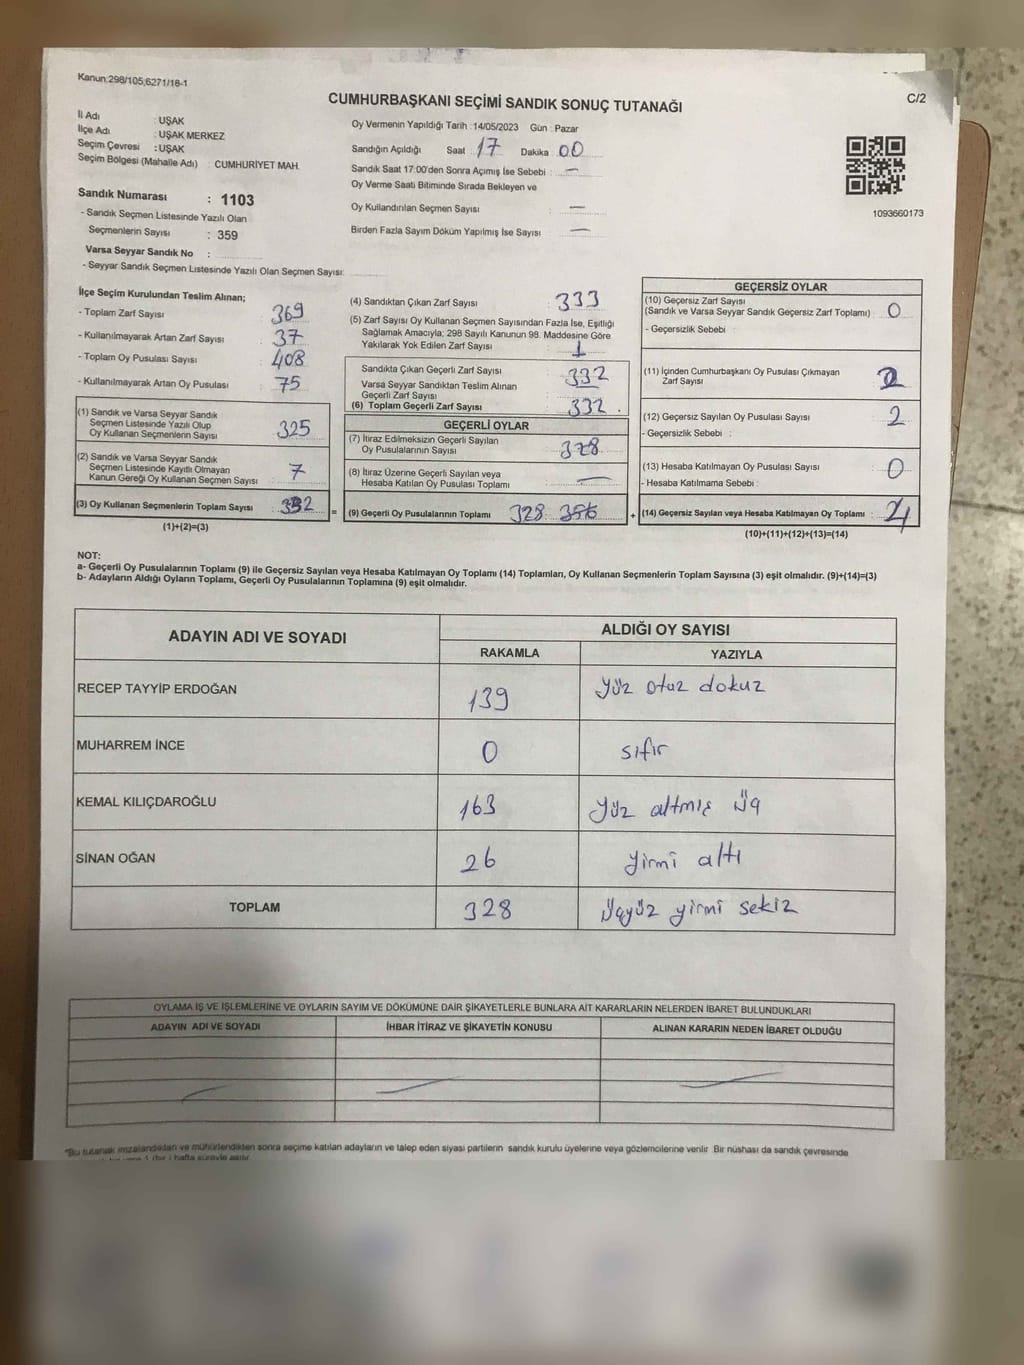 Kanun:298/105;6271/18-1
CUMHURBAŞKANI SEÇİMİ SANDIK SONUÇ TUTANAĞI
C/2
İl Adı : UŞAK
İlçe Adı : UŞAK MERKEZ
Seçim Çevresi : UŞAK
Seçim Bölgesi (Mahalle Adı) : CUMHURİYET MAH.
Sandık Numarası : 1103
- Sandık Seçmen Listesinde Yazılı Olan
Seçmenlerin Sayısı : 359
Varsa Seyyar Sandık No :
- Seyyar Sandık Seçmen Listesinde Yazılı Olan Seçmen Sayısı:
Oy Vermenin Yapıldığı Tarih : 14/05/2023 Gün : Pazar
Sandığın Açıldığı Saat : 17 Dakika : 00
Sandık Saat 17:00'den Sonra Açımış İse Sebebi : —
Oy Verme Saati Bitiminde Sırada Bekleyen ve
Oy Kullandırılan Seçmen Sayısı : —
Birden Fazla Sayım Döküm Yapılmış İse Sayısı : —
1093660173
İlçe Seçim Kurulundan Teslim Alınan;
- Toplam Zarf Sayısı : 369
- Kullanılmayarak Artan Zarf Sayısı : 37
- Toplam Oy Pusulası Sayısı : 408
- Kullanılmayarak Artan Oy Pusulası : 75
(1) Sandık ve Varsa Seyyar Sandık
Seçmen Listesinde Yazılı Olup
Oy Kullanan Seçmenlerin Sayısı : 325
(2) Sandık ve Varsa Seyyar Sandık
Seçmen Listesinde Kayıtlı Olmayan
Kanun Gereği Oy Kullanan Seçmen Sayısı : 7
(3) Oy Kullanan Seçmenlerin Toplam Sayısı : 332
(1)+(2)=(3)
(4) Sandıktan Çıkan Zarf Sayısı : 333
(5) Zarf Sayısı Oy Kullanan Seçmen Sayısından Fazla İse, Eşitliği
Sağlamak Amacıyla; 298 Sayılı Kanunun 98. Maddesine Göre
Yakılarak Yok Edilen Zarf Sayısı : 1
Sandıkta Çıkan Geçerli Zarf Sayısı : 332
Varsa Seyyar Sandıktan Teslim Alınan
Geçerli Zarf Sayısı
(6) Toplam Geçerli Zarf Sayısı : 332
GEÇERLİ OYLAR
(7) İtiraz Edilmeksizin Geçerli Sayılan
Oy Pusulalarının Sayısı : 328
(8) İtiraz Üzerine Geçerli Sayılan veya
Hesaba Katılan Oy Pusulası Toplamı : —
= (9) Geçerli Oy Pusulalarının Toplamı 328
GEÇERSİZ OYLAR
(10) Geçersiz Zarf Sayısı
(Sandık ve Varsa Seyyar Sandık Geçersiz Zarf Toplamı) : 0
- Geçersizlik Sebebi :
(11) İçinden Cumhurbaşkanı Oy Pusulası Çıkmayan
Zarf Sayısı : 2
(12) Geçersiz Sayılan Oy Pusulası Sayısı : 2
- Geçersizlik Sebebi :
(13) Hesaba Katılmayan Oy Pusulası Sayısı : 0
- Hesaba Katılmama Sebebi :
+ (14) Geçersiz Sayılan veya Hesaba Katılmayan Oy Toplamı : 4
(10)+(11)+(12)+(13)=(14)
NOT:
a- Geçerli Oy Pusulalarının Toplamı (9) ile Geçersiz Sayılan veya Hesaba Katılmayan Oy Toplamı (14) Toplamları, Oy Kullanan Seçmenlerin Toplam Sayısına (3) eşit olmalıdır. (9)+(14)=(3)
b- Adayların Aldığı Oyların Toplamı, Geçerli Oy Pusulalarının Toplamına (9) eşit olmalıdır.
ADAYIN ADI VE SOYADI ALDIĞI OY SAYISI
RAKAMLA YAZIYLA
RECEP TAYYİP ERDOĞAN 139 yüz otuz dokuz
MUHARREM İNCE 0 sıfır
KEMAL KILIÇDAROĞLU 163 yüz altmış üç
SİNAN OĞAN 26 yirmi altı
TOPLAM 328 üçyüz yirmi sekiz
OYLAMA İŞ VE İŞLEMLERİNE VE OYLARIN SAYIM VE DÖKÜMÜNE DAİR ŞİKAYETLERLE BUNLARA AİT KARARLARIN NELERDEN İBARET BULUNDUKLARI
ADAYIN ADI VE SOYADI İHBAR İTİRAZ VE ŞİKAYETİN KONUSU ALINAN KARARIN NEDEN İBARET OLDUĞU
*Bu tutanak imzalandıktan ve mühürlendikten sonra seçime katılan adayların ve talep eden siyasi partilerin sandık kurulu üyelerine veya gözlemcilerine verilir. Bir nüshası da sandık çevresinde